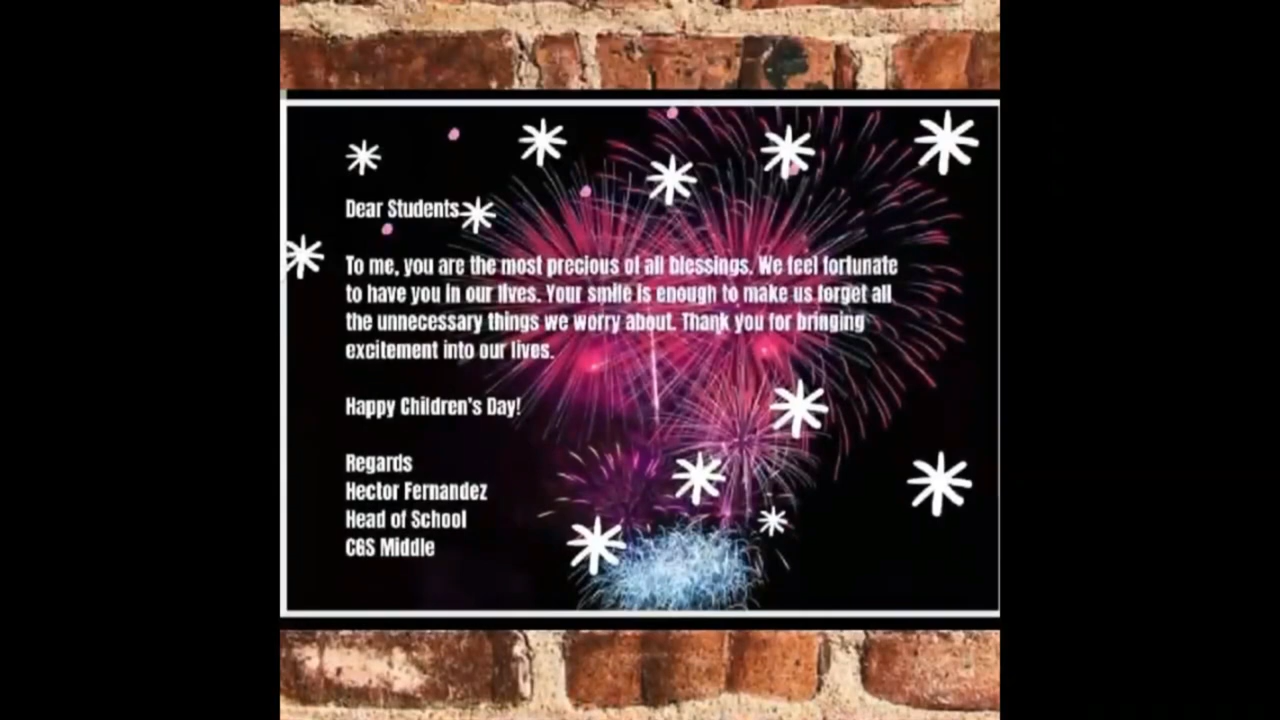 Dear Students
To me, you are the most precious of all blessings. We feel fortunate
to have you in our lives. Your smile is enough to make us forget all
the unnecessary things we worry about. Thank you for bringing
excitement into our lives.
Happy Children's Day!
Regards
Hector Fernandez
Head of School
CGS Middle